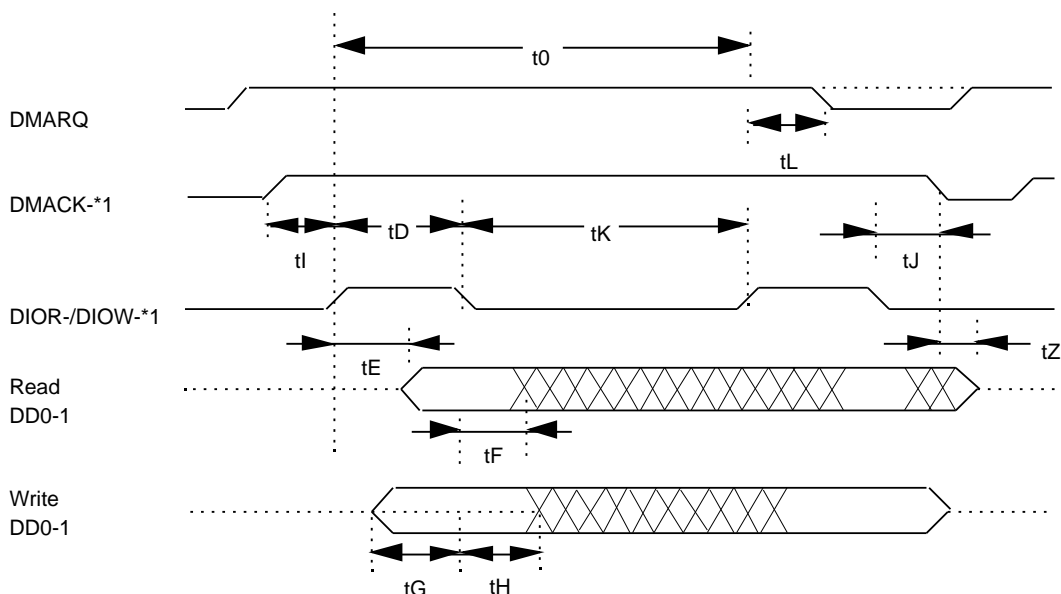 t0
DMARQ
tL
DMACK-*1
tI
tD
tK
tJ
DIOR-/DIOW-*1
tE
tZ
Read
DD0-1
tF
Write
DD0-1
tG
tH